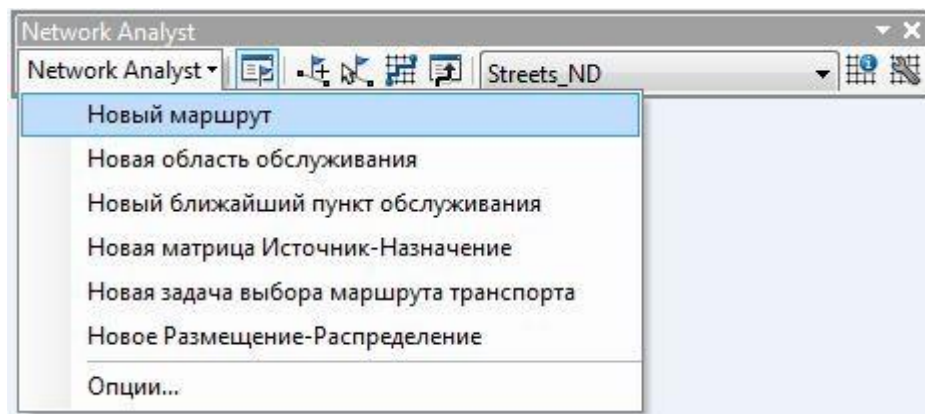 Network Analyst
Network Analyst Streets_ND
Новый маршрут
Новая область обслуживания
Новый ближайший пункт обслуживания
Новая матрица Источник-Назначение
Новая задача выбора маршрута транспорта
Новое Размещение-Распределение
Опции...